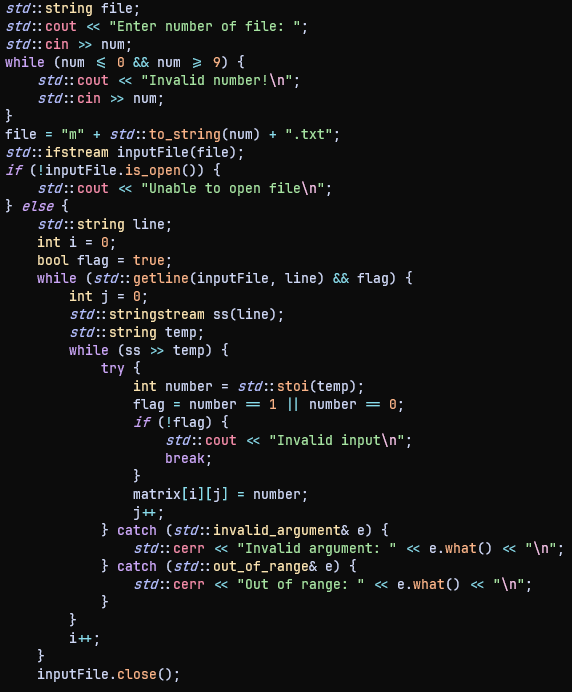 std::string file;
std::cout << "Enter number of file: ";
std::cin >> num;
while (num <= 0 && num >= 9) {
    std::cout << "Invalid number!\n";
    std::cin >> num;
}
file = "m" + std::to_string(num) + ".txt";
std::ifstream inputFile(file);
if (!inputFile.is_open()) {
    std::cout << "Unable to open file\n";
} else {
    std::string line;
    int i = 0;
    bool flag = true;
    while (std::getline(inputFile, line) && flag) {
        int j = 0;
        std::stringstream ss(line);
        std::string temp;
        while (ss >> temp) {
            try {
                int number = std::stoi(temp);
                flag = number == 1 || number == 0;
                if (!flag) {
                    std::cout << "Invalid input\n";
                    break;
                }
                matrix[i][j] = number;
                j++;
            } catch (std::invalid_argument& e) {
                std::cerr << "Invalid argument: " << e.what() << "\n";
            } catch (std::out_of_range& e) {
                std::cerr << "Out of range: " << e.what() << "\n";
            }
        }
        i++;
    }
    inputFile.close();